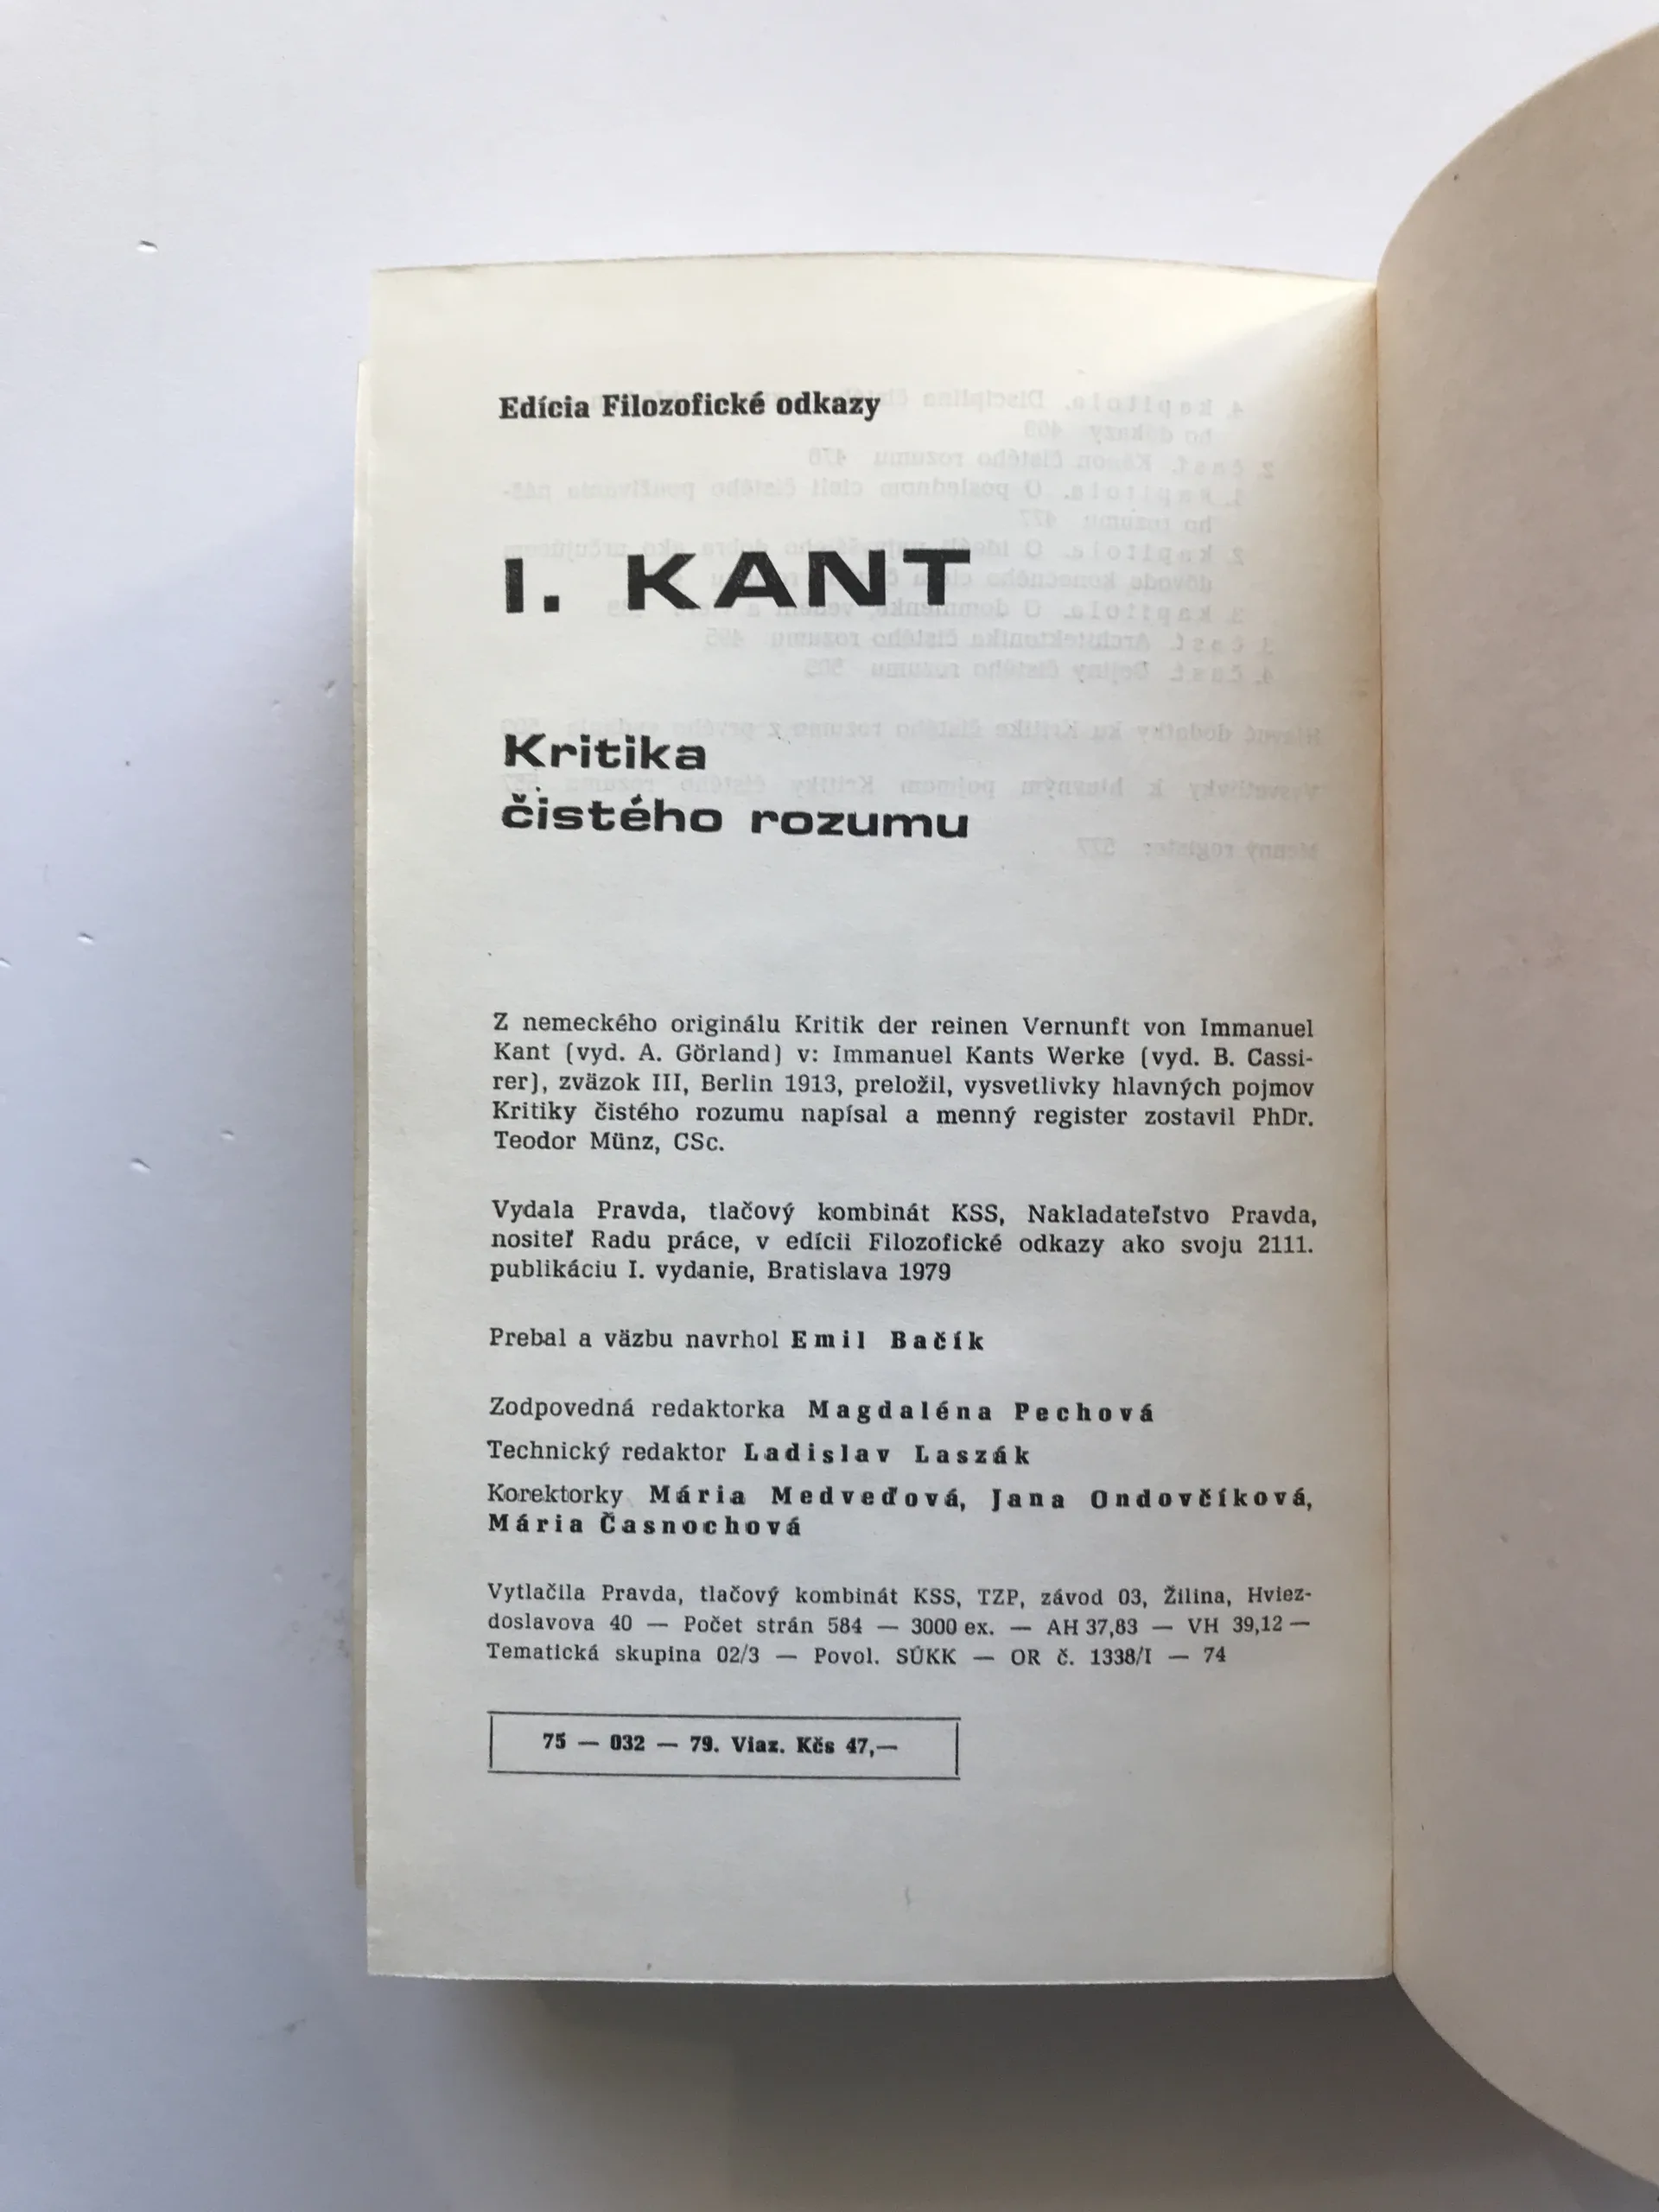 Edícia Filozofické odkazy
I. KANT
Kritika
čistého rozumu
Z nemeckého originálu Kritik der reinen Vernunft von Immanuel
Kant (vyd. A. Görland) v: Immanuel Kants Werke (vyd. B. Cassi-
rer), zväzok III, Berlin 1913, preložil, vysvetlivky hlavných pojmov
Kritiky čistého rozumu napísal a menný register zostavil PhDr.
Teodor Münz, CSc.
Vydala Pravda, tlačový kombinát KSS, Nakladateľstvo Pravda,
nositeľ Radu práce, v edícii Filozofické odkazy ako svoju 2111.
publikáciu I. vydanie, Bratislava 1979
Prebal a väzbu navrhol Emil Bačík
Zodpovedná redaktorka Magdaléna Pechová
Technický redaktor Ladislav Laszák
Korektorky Mária Medveďová, Jana Ondovčíková,
Mária Časnochová
Vytlačila Pravda, tlačový kombinát KSS, TZP, závod 03, Žilina, Hviez-
doslavova 40 — Počet strán 584 — 3000 ex. — AH 37,83 — VH 39,12 —
Tematická skupina 02/3 — Povol. SÚKK — OR č. 1338/I — 74
75 — 032 — 79. Viaz. Kčs 47,—